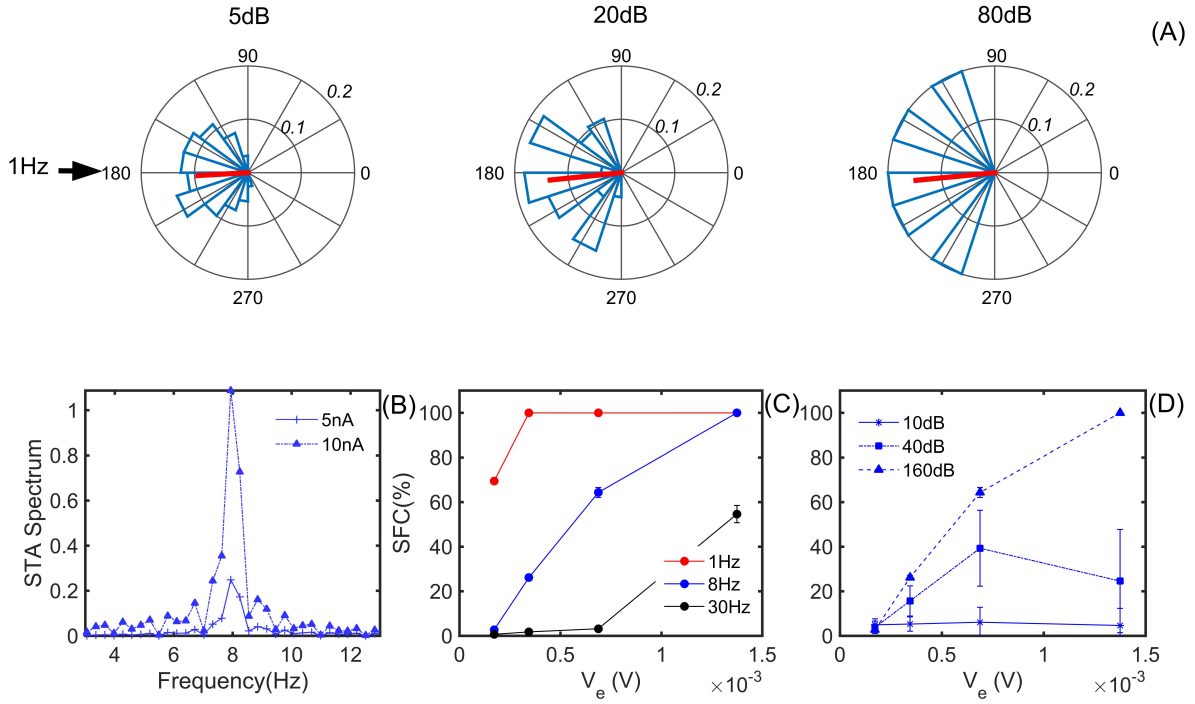 5dB
20dB
80dB
(A)
90
0.2
0.1
180
0
270
90
0.2
0.1
180
0
270
90
0.2
0.1
180
0
270
1Hz
(B)
STA Spectrum
1
0.8
0.6
0.4
0.2
0
4
6
8
10
12
Frequency(Hz)
5nA
10nA
(C)
SFC(%)
100
80
60
40
20
0
0
0.5
1
1.5
×10⁻³
Vₑ (V)
1Hz
8Hz
30Hz
(D)
100
80
60
40
20
0
0
0.5
1
1.5
×10⁻³
Vₑ (V)
10dB
40dB
160dB